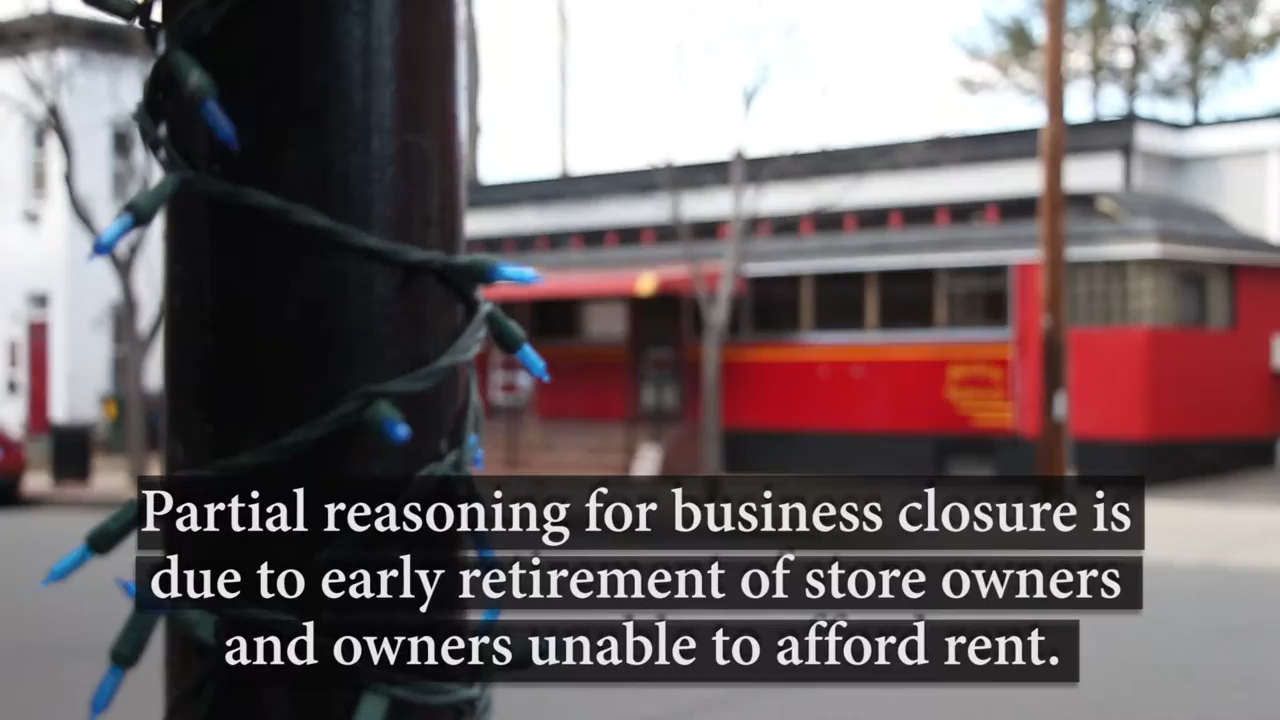 Partial reasoning for business closure is
due to early retirement of store owners
and owners unable to afford rent.